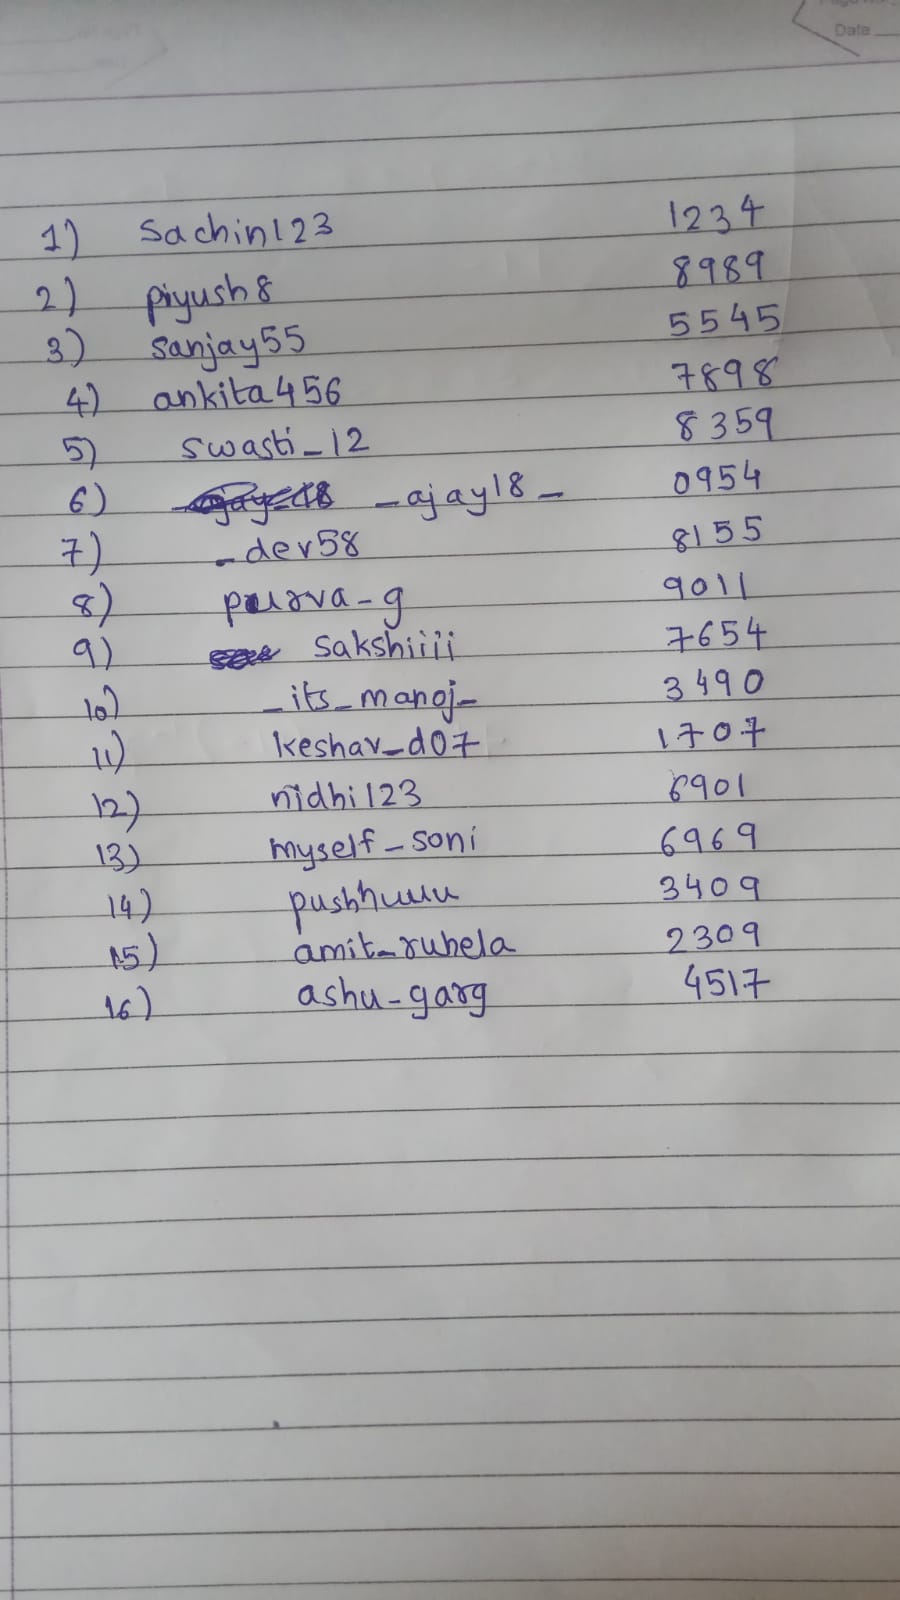 Date
1) Sachin123 1234
2) piyush8 8989
3) Sanjay55 5545
4) ankita456 7898
5) swasti_12 8359
6) _ajay18_ 0954
7) _dev58 8155
8) purva_g 9011
9) sakshiiii 7654
10) _its_manoj_ 3490
11) keshav_d07 1707
12) nidhi123 6901
13) myself_soni 6969
14) pushhuuu 3409
15) amit_ruhela 2309
16) ashu_garg 4517